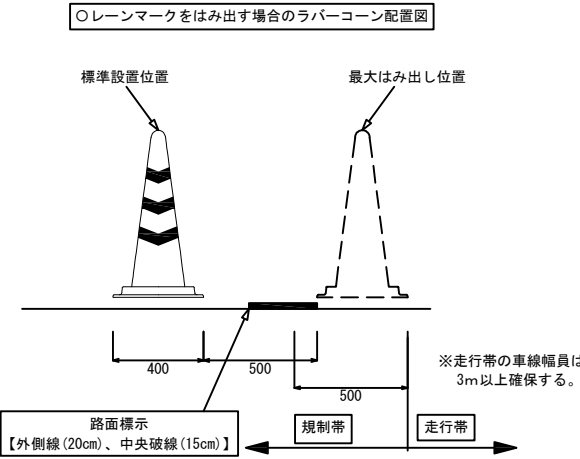 ○レーンマークをはみ出す場合のラバーコーン配置図
標準設置位置
最大はみ出し位置
400
500
500
※走行帯の車線幅員は
3m以上確保する。
路面標示
【外側線(20cm)、中央破線(15cm)】
規制帯
走行帯